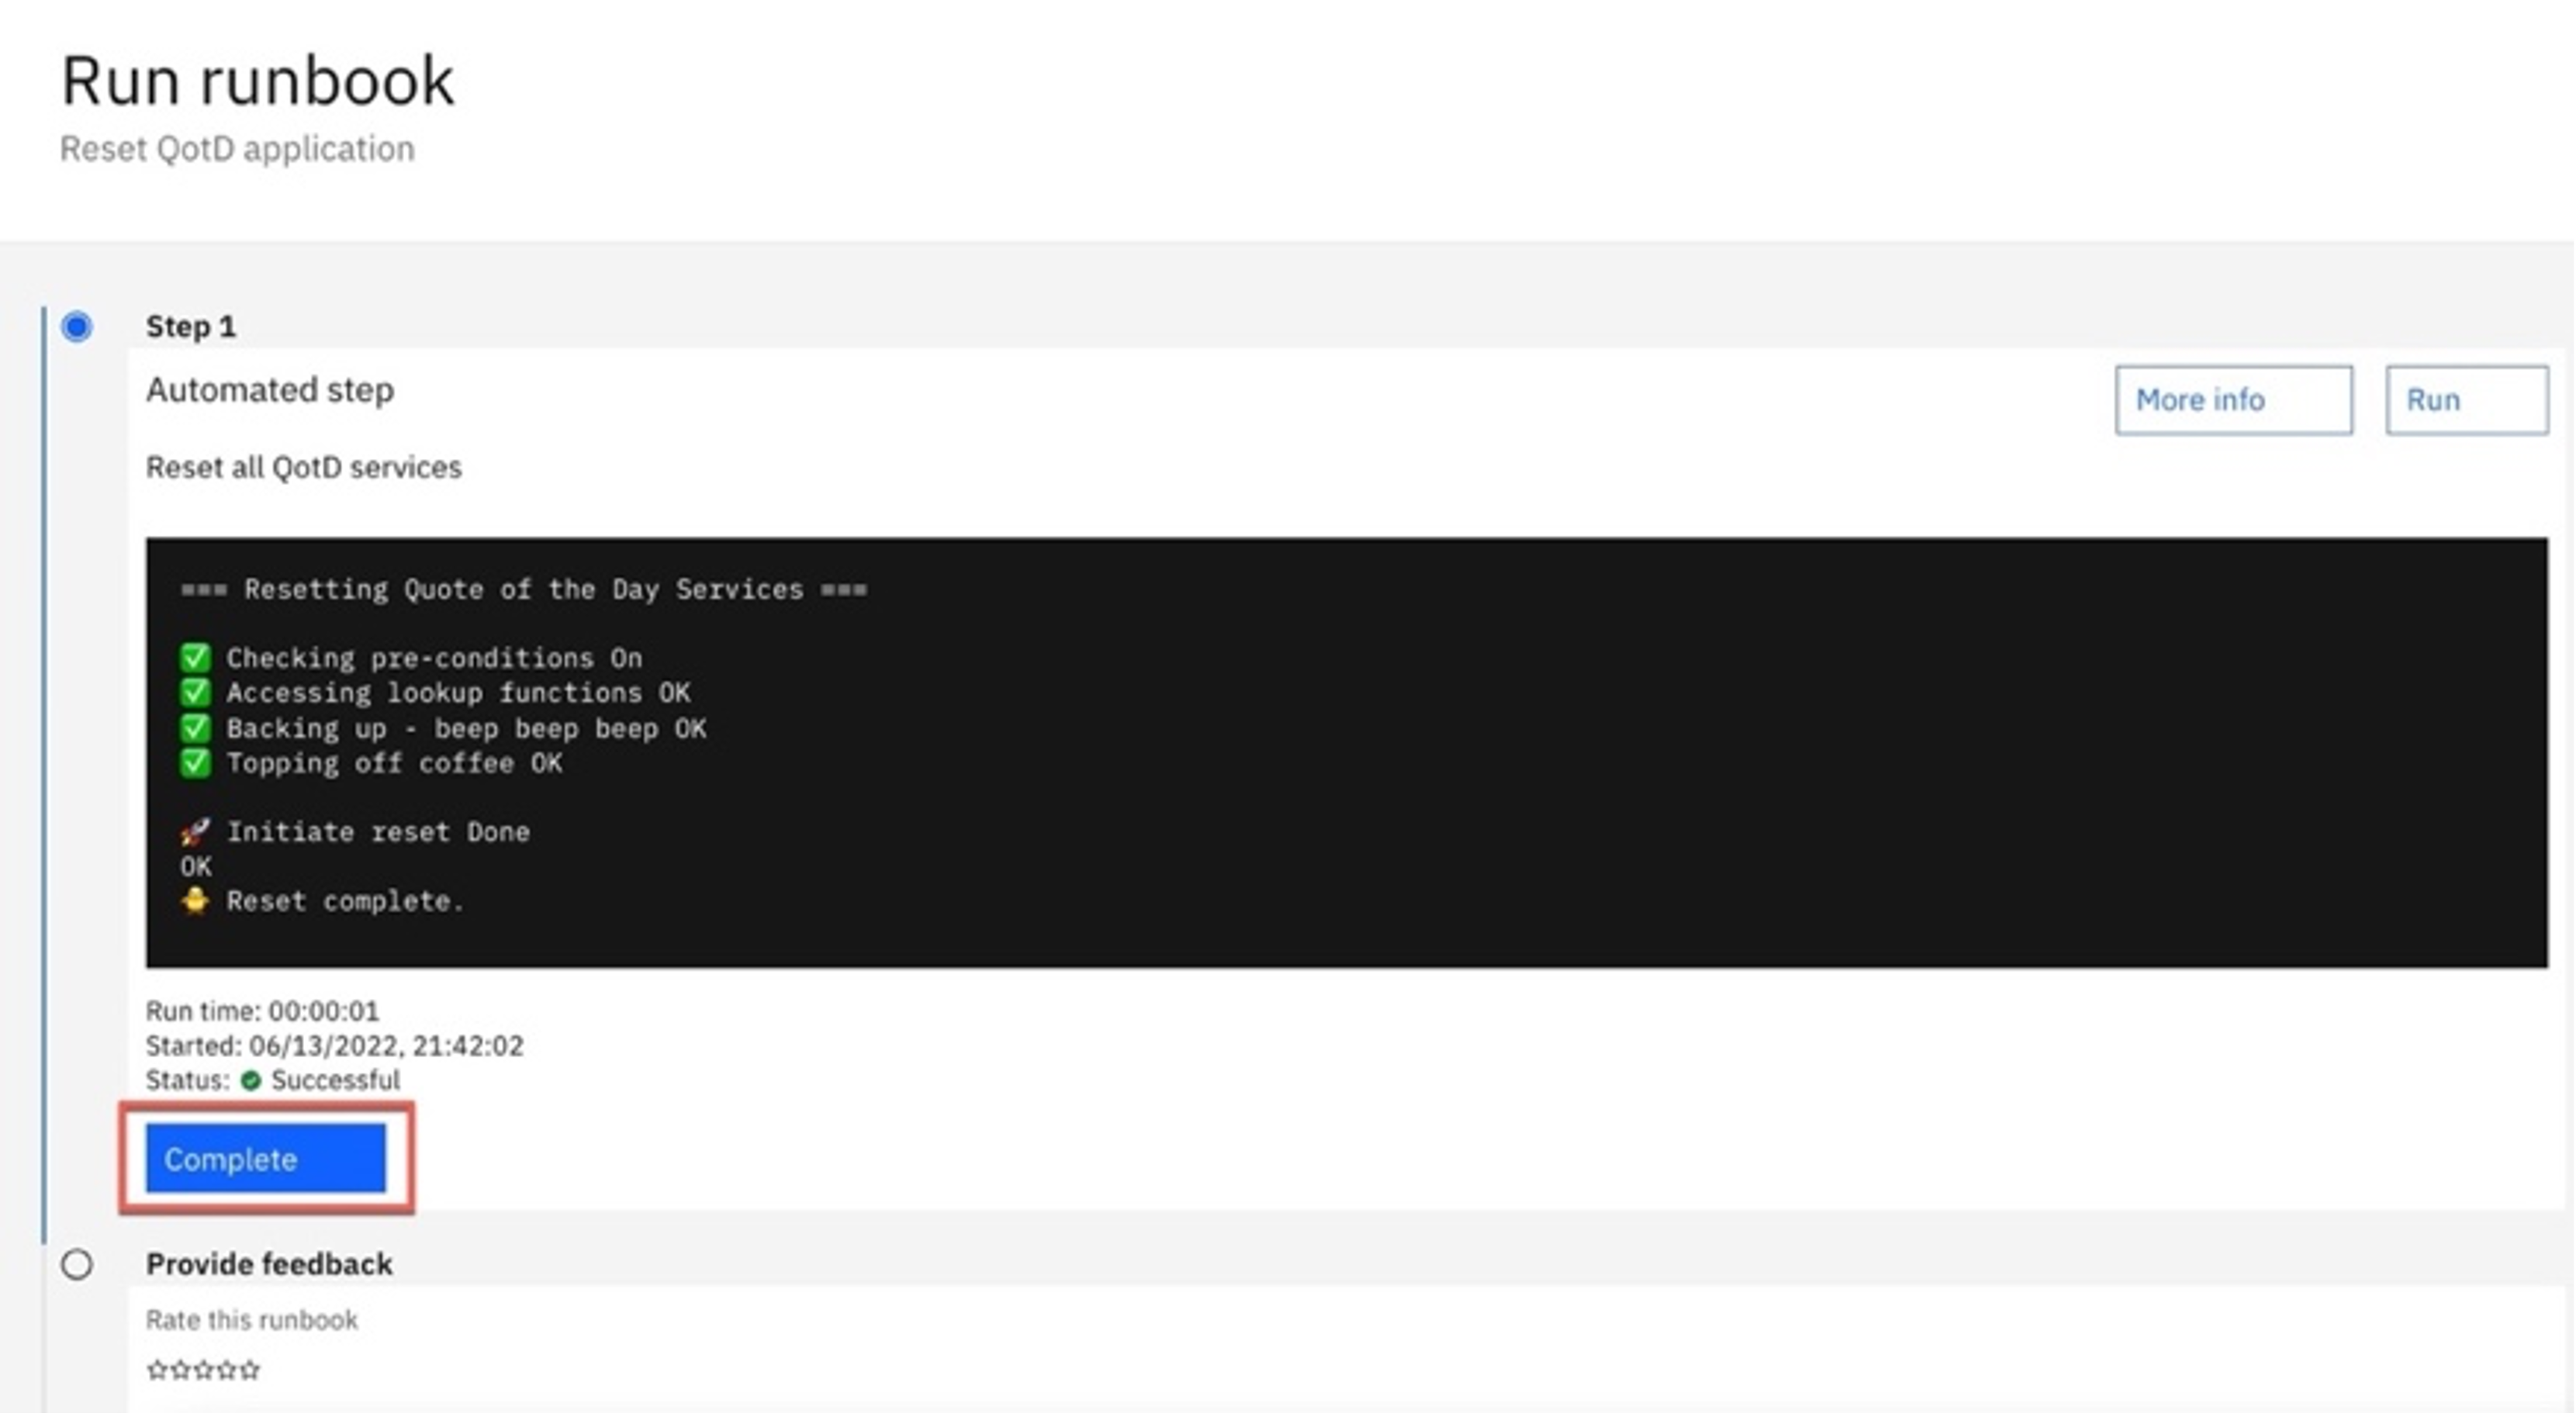 Run runbook
Reset QotD application
Step 1
Automated step
More info
Run
Reset all QotD services
=== Resetting Quote of the Day Services ===
✅ Checking pre-conditions On
✅ Accessing lookup functions OK
✅ Backing up - beep beep beep OK
✅ Topping off coffee OK
🚀 Initiate reset Done
OK
🐥 Reset complete.
Run time: 00:00:01
Started: 06/13/2022, 21:42:02
Status: Successful
Complete
Provide feedback
Rate this runbook